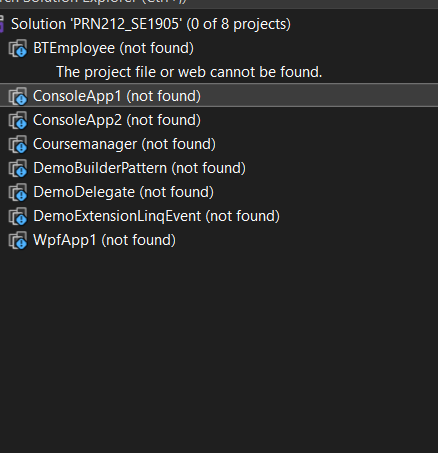 Solution 'PRN212_SE1905' (0 of 8 projects)
BTEmployee (not found)
The project file or web cannot be found.
ConsoleApp1 (not found)
ConsoleApp2 (not found)
Coursemanager (not found)
DemoBuilderPattern (not found)
DemoDelegate (not found)
DemoExtensionLinqEvent (not found)
WpfApp1 (not found)